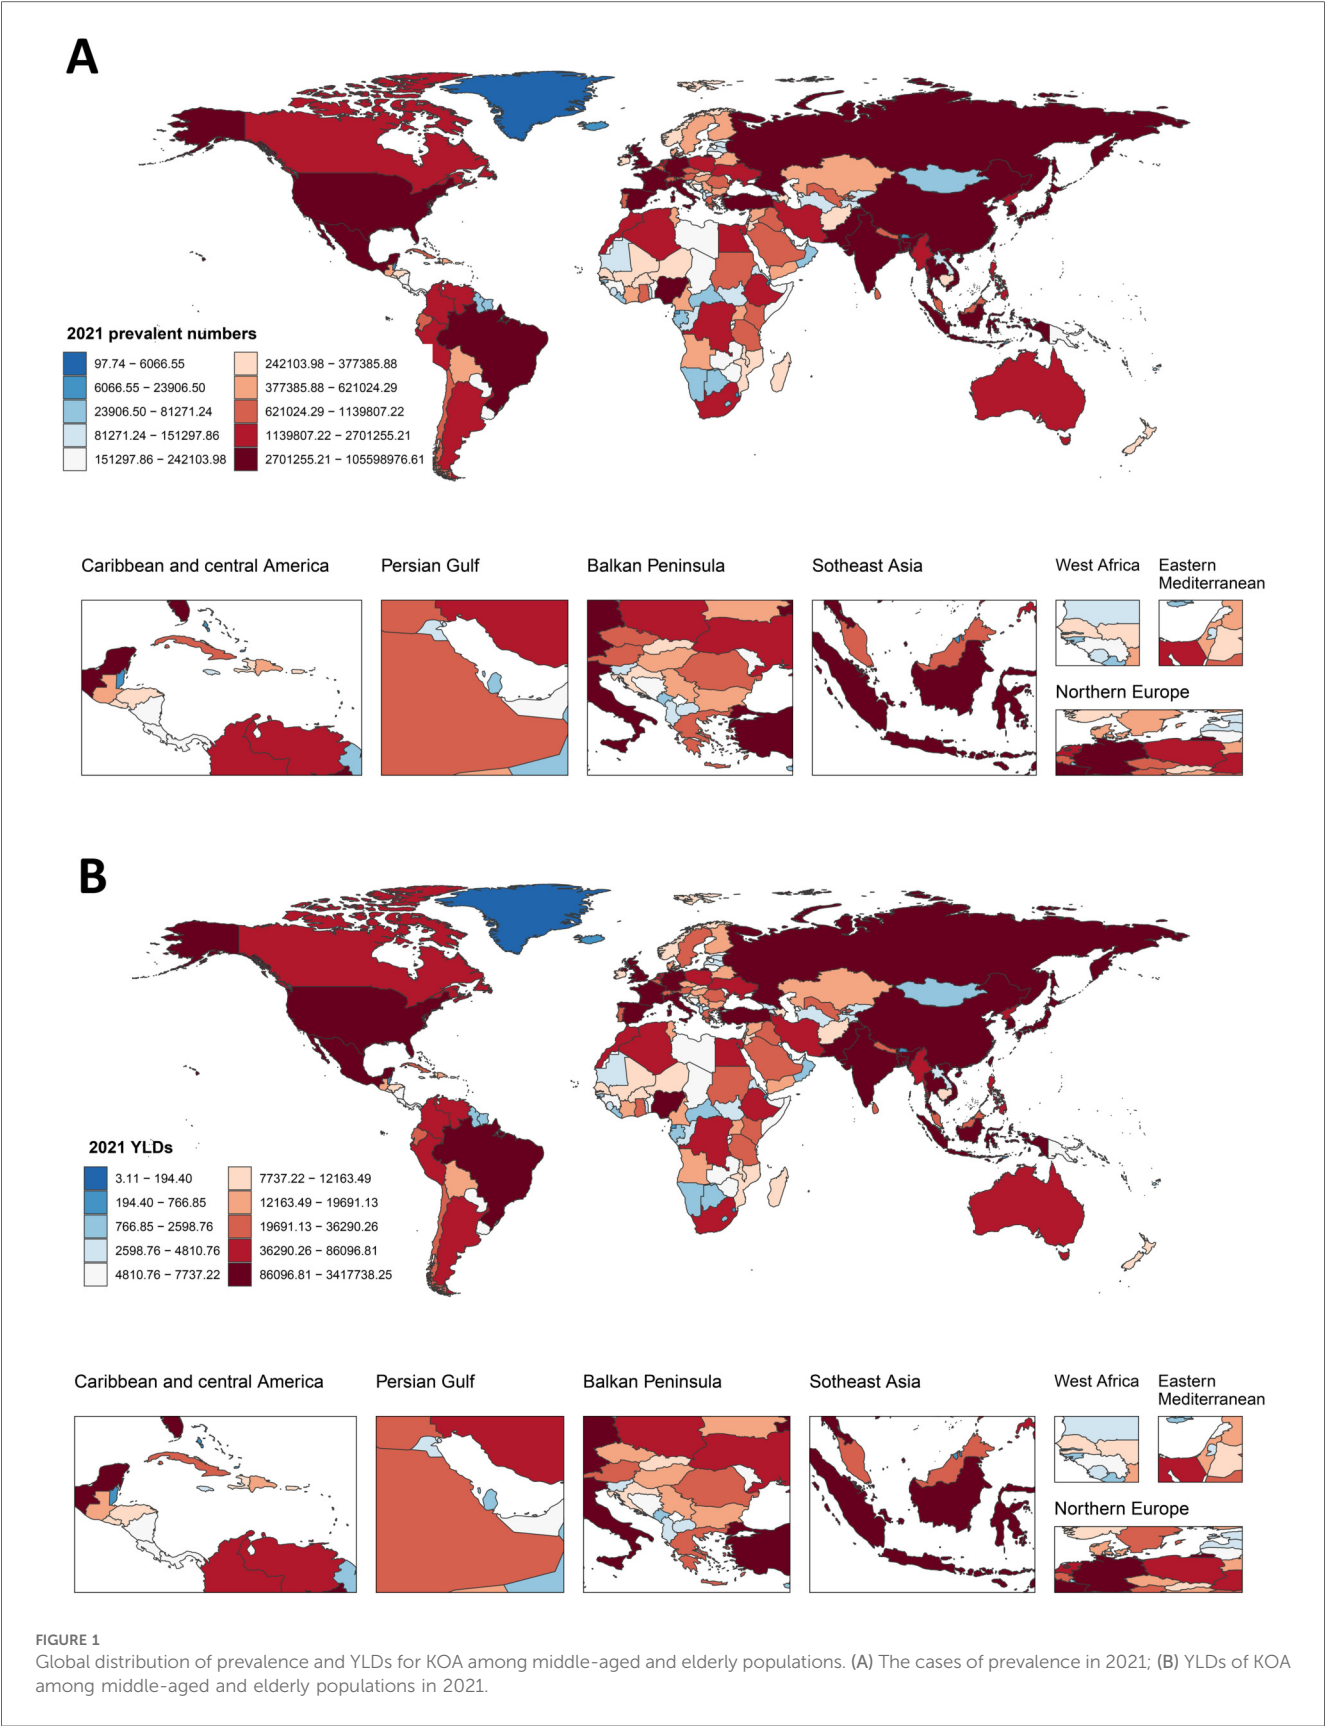 A
2021 prevalent numbers
97.74 – 6066.55
6066.55 – 23906.50
23906.50 – 81271.24
81271.24 – 151297.86
151297.86 – 242103.98
242103.98 – 377385.88
377385.88 – 621024.29
621024.29 – 1139807.22
1139807.22 – 2701255.21
2701255.21 – 105598976.61
Caribbean and central America
Persian Gulf
Balkan Peninsula
Sotheast Asia
West Africa
Eastern
Mediterranean
Northern Europe
B
2021 YLDs
3.11 – 194.40
194.40 – 766.85
766.85 – 2598.76
2598.76 – 4810.76
4810.76 – 7737.22
7737.22 – 12163.49
12163.49 – 19691.13
19691.13 – 36290.26
36290.26 – 86096.81
86096.81 – 3417738.25
Caribbean and central America
Persian Gulf
Balkan Peninsula
Sotheast Asia
West Africa
Eastern
Mediterranean
Northern Europe
FIGURE 1
Global distribution of prevalence and YLDs for KOA among middle-aged and elderly populations. (A) The cases of prevalence in 2021; (B) YLDs of KOA
among middle-aged and elderly populations in 2021.